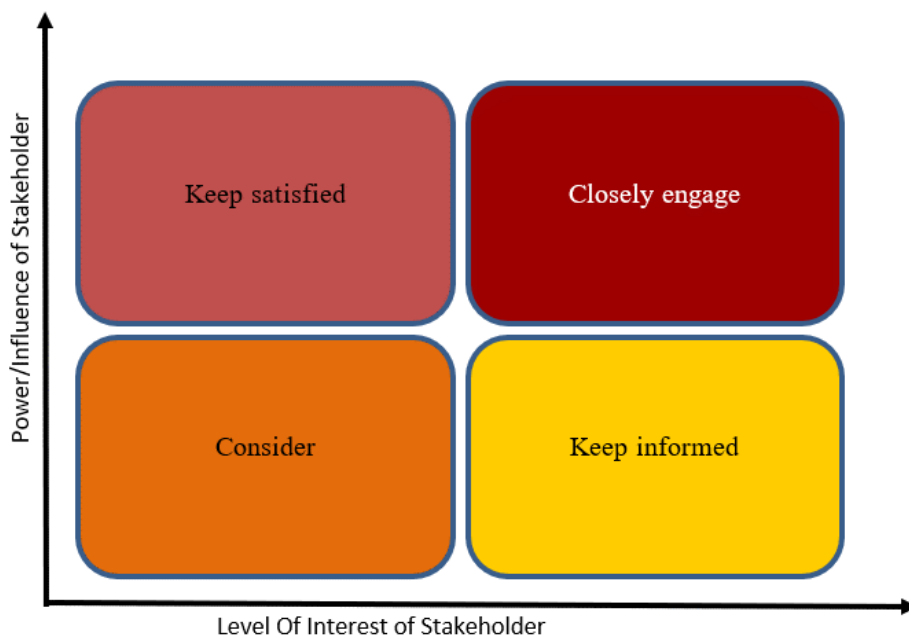 Power/Influence of Stakeholder
Keep satisfied
Closely engage
Consider
Keep informed
Level Of Interest of Stakeholder